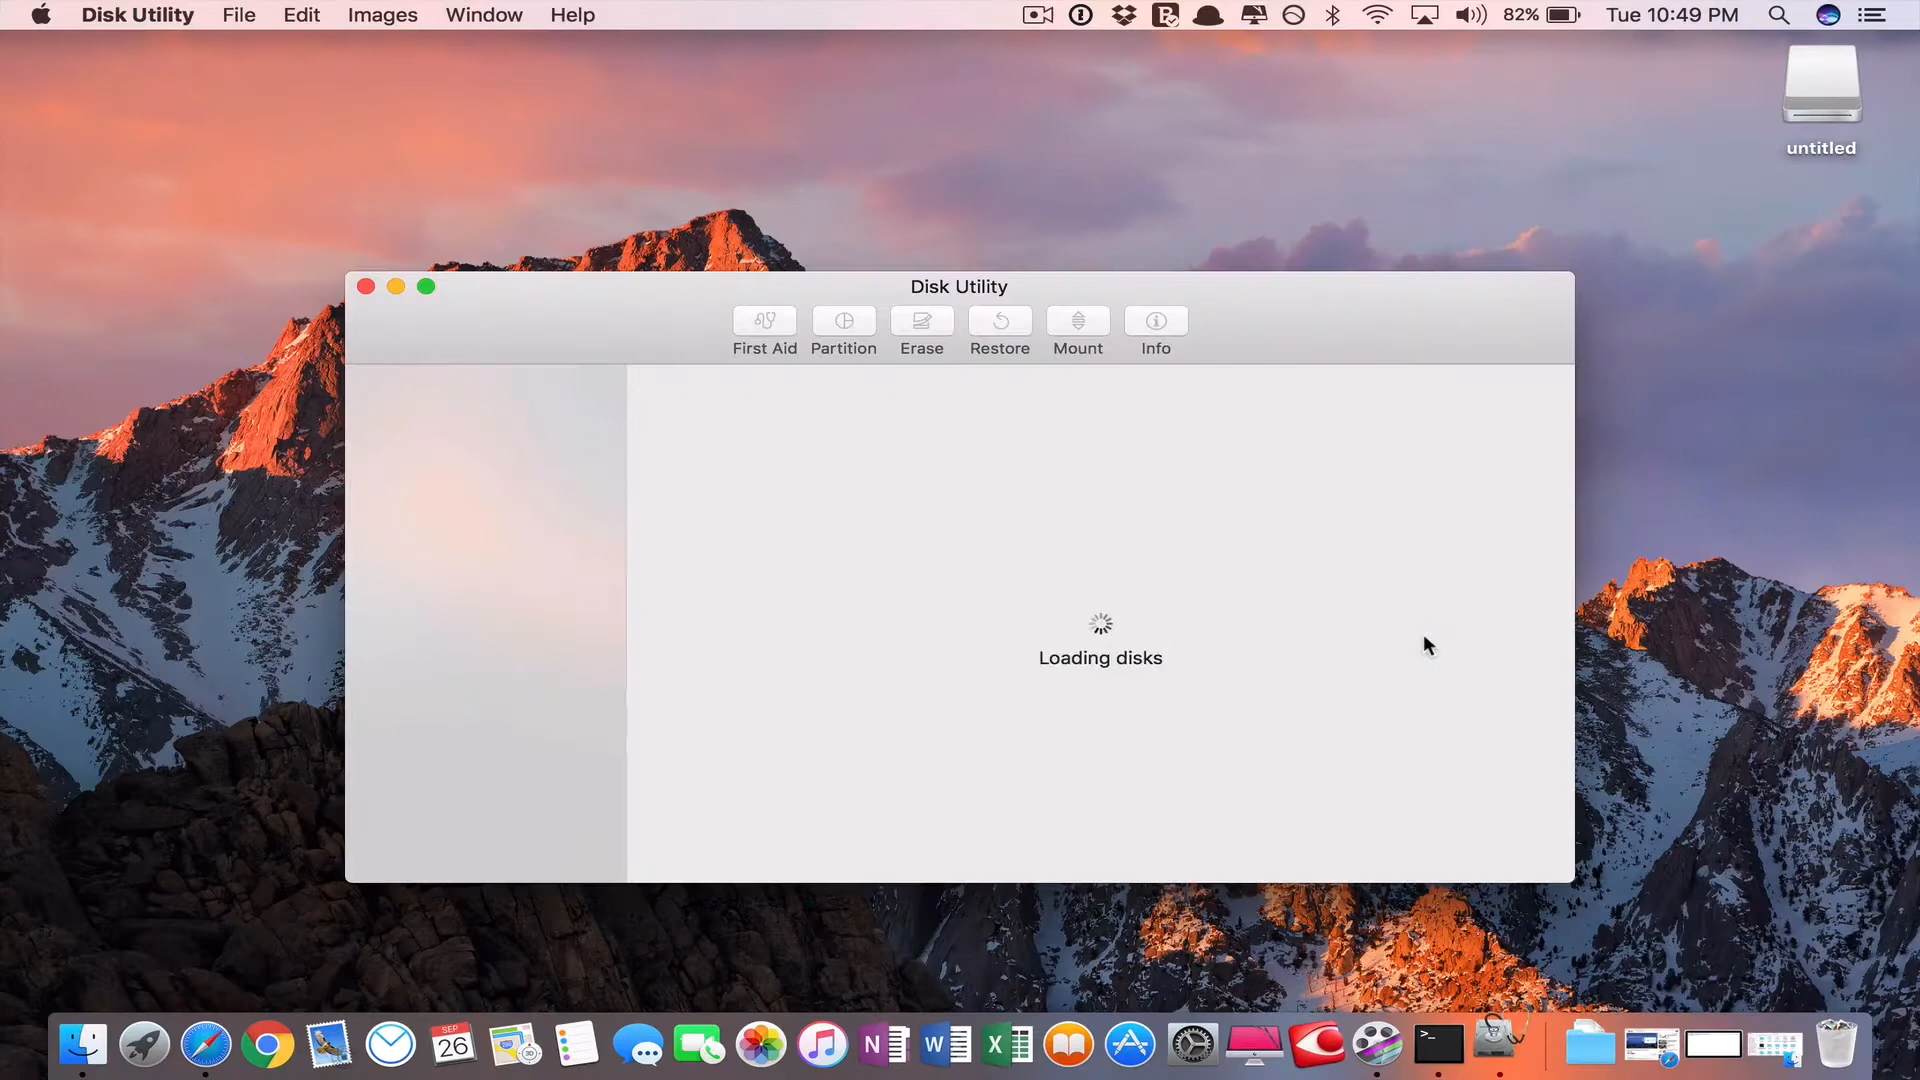 Disk Utility File Edit Images Window Help 82% Tue 10:49 PM
untitled
Disk Utility
First Aid Partition Erase Restore Mount Info
Loading disks
SEP
26
30
N W X
>_